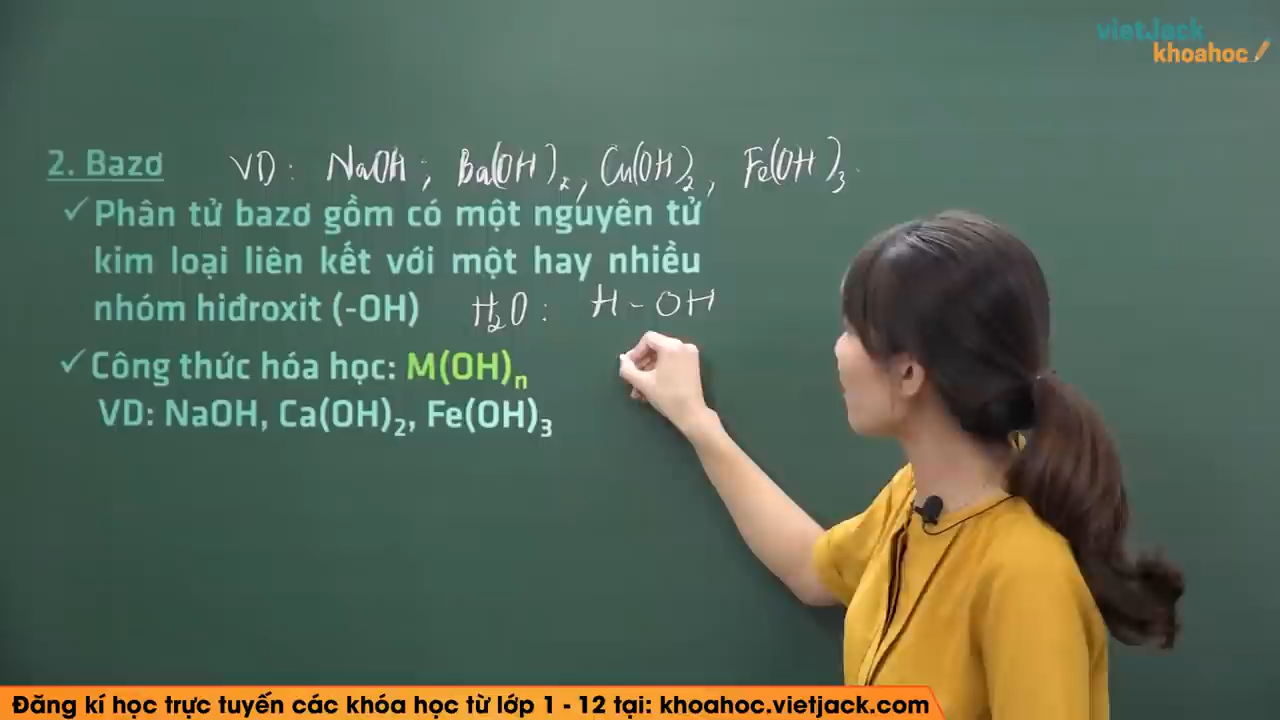 vietJack
khoahoc
2. Bazơ VD: NaOH; Ba(OH)₂, Cu(OH)₂, Fe(OH)₃.
✓ Phân tử bazơ gồm có một nguyên tử
kim loại liên kết với một hay nhiều
nhóm hiđroxit (-OH) H₂O: H-OH
✓ Công thức hóa học: M(OH)ₙ
VD: NaOH, Ca(OH)₂, Fe(OH)₃
Đăng kí học trực tuyến các khóa học từ lớp 1 - 12 tại: khoahoc.vietjack.com